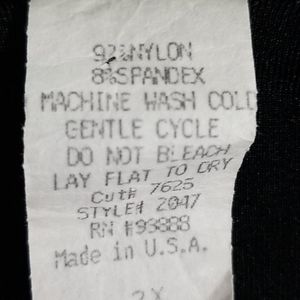 92%NYLON
8%SPANDEX
MACHINE WASH COLD
GENTLE CYCLE
DO NOT BLEACH
LAY FLAT TO DRY
Cut# 7625
STYLE# 2047
RN #93888
Made in U.S.A.
2X